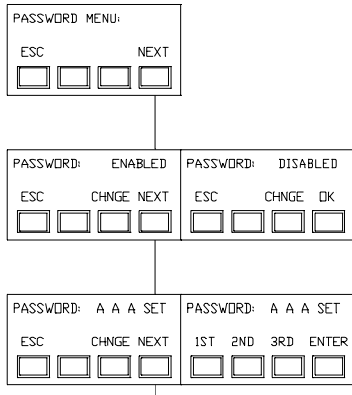 PASSWORD MENU:
ESC NEXT
PASSWORD: ENABLED
ESC CHNGE NEXT
PASSWORD: DISABLED
ESC CHNGE OK
PASSWORD: A A A SET
ESC CHNGE NEXT
PASSWORD: A A A SET
1ST 2ND 3RD ENTER